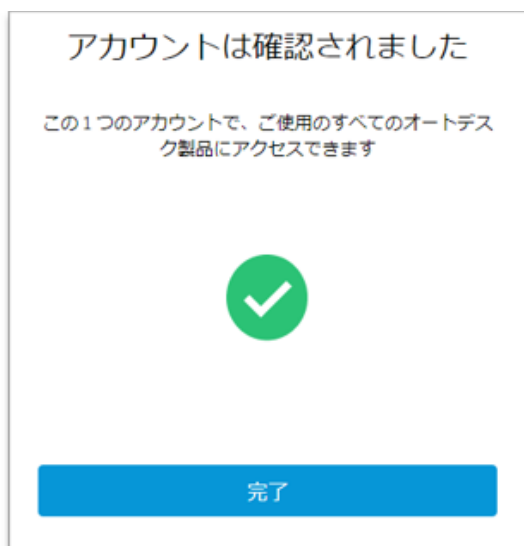 アカウントは確認されました
この１つのアカウントで、ご使用のすべてのオートデス
ク製品にアクセスできます
完了